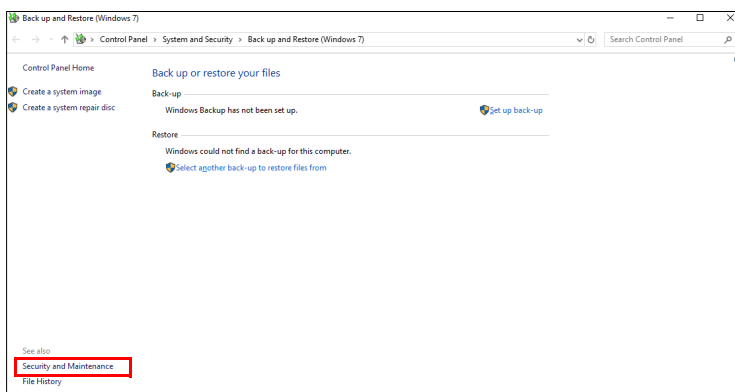 Back up and Restore (Windows 7)
Control Panel > System and Security > Back up and Restore (Windows 7)
Search Control Panel
Control Panel Home
Create a system image
Create a system repair disc
Back up or restore your files
Back-up
Windows Backup has not been set up.
Set up back-up
Restore
Windows could not find a back-up for this computer.
Select another back-up to restore files from
See also
Security and Maintenance
File History